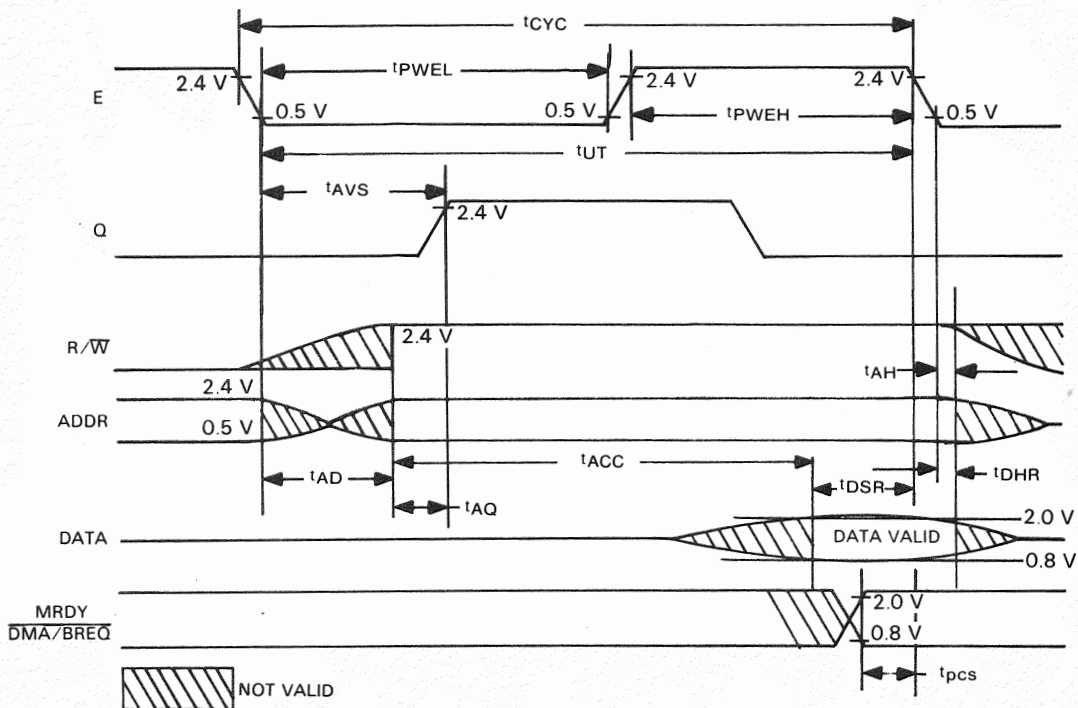 tCYC
tPWEL
E
2.4 V
0.5 V
0.5 V
2.4 V
2.4 V
0.5 V
tPWEH
tUT
tAVS
Q
2.4 V
R/W
2.4 V
tAH
2.4 V
ADDR
0.5 V
tACC
tAD
tDSR
tDHR
tAQ
2.0 V
DATA
DATA VALID
0.8 V
MRDY
DMA/BREQ
2.0 V
0.8 V
tpcs
NOT VALID